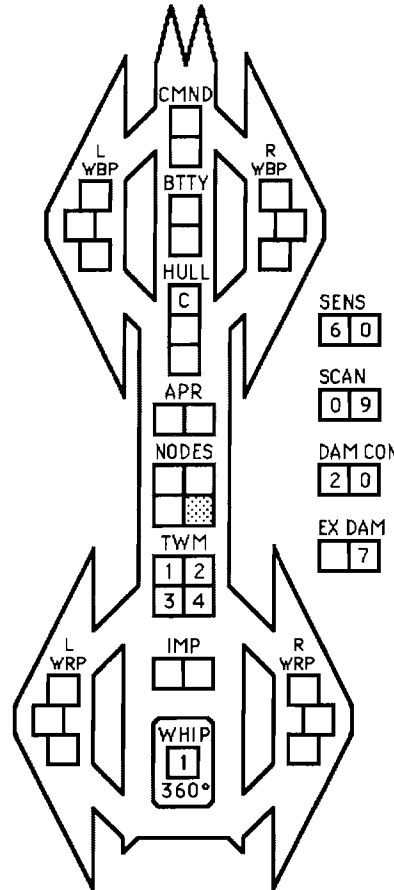 CMND
L
WBP
R
WBP
BTTY
HULL
C
SENS
6 0
SCAN
0 9
APR
NODES
DAM CON
2 0
TWM
1 2
3 4
EX DAM
7
L
WRP
IMP
R
WRP
WHIP
1
360°